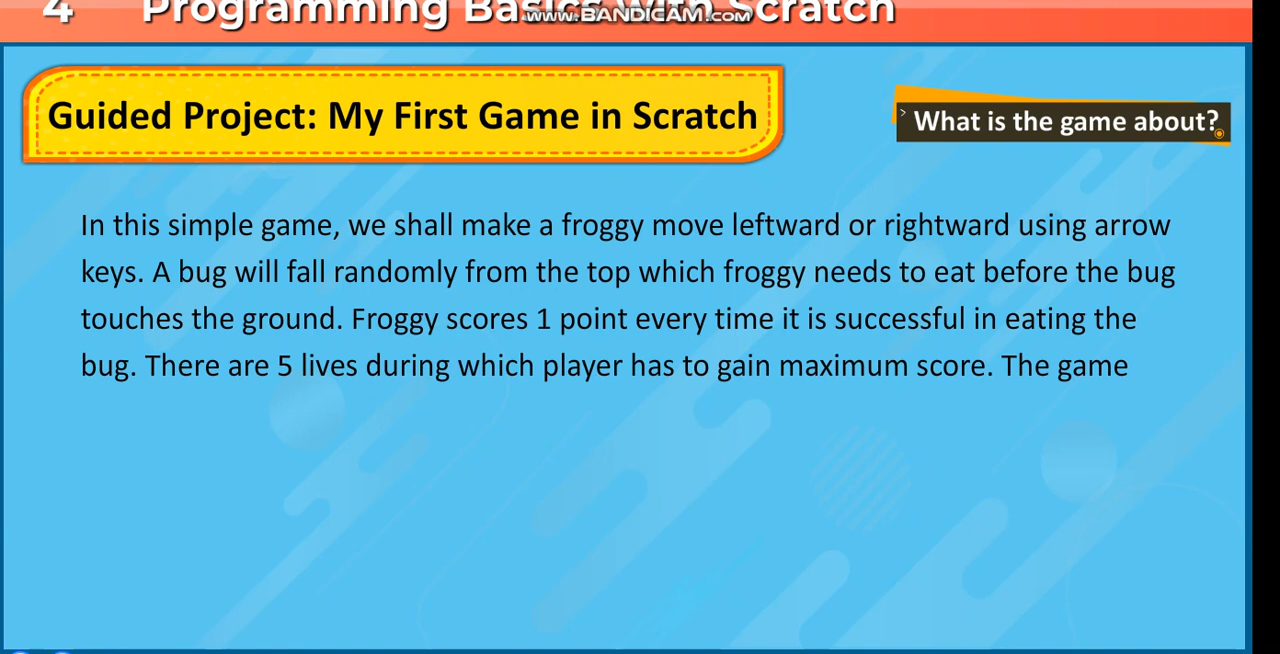 4 Programming Basics With Scratch
www.BANDICAM.com
Guided Project: My First Game in Scratch
What is the game about?
In this simple game, we shall make a froggy move leftward or rightward using arrow
keys. A bug will fall randomly from the top which froggy needs to eat before the bug
touches the ground. Froggy scores 1 point every time it is successful in eating the
bug. There are 5 lives during which player has to gain maximum score. The game